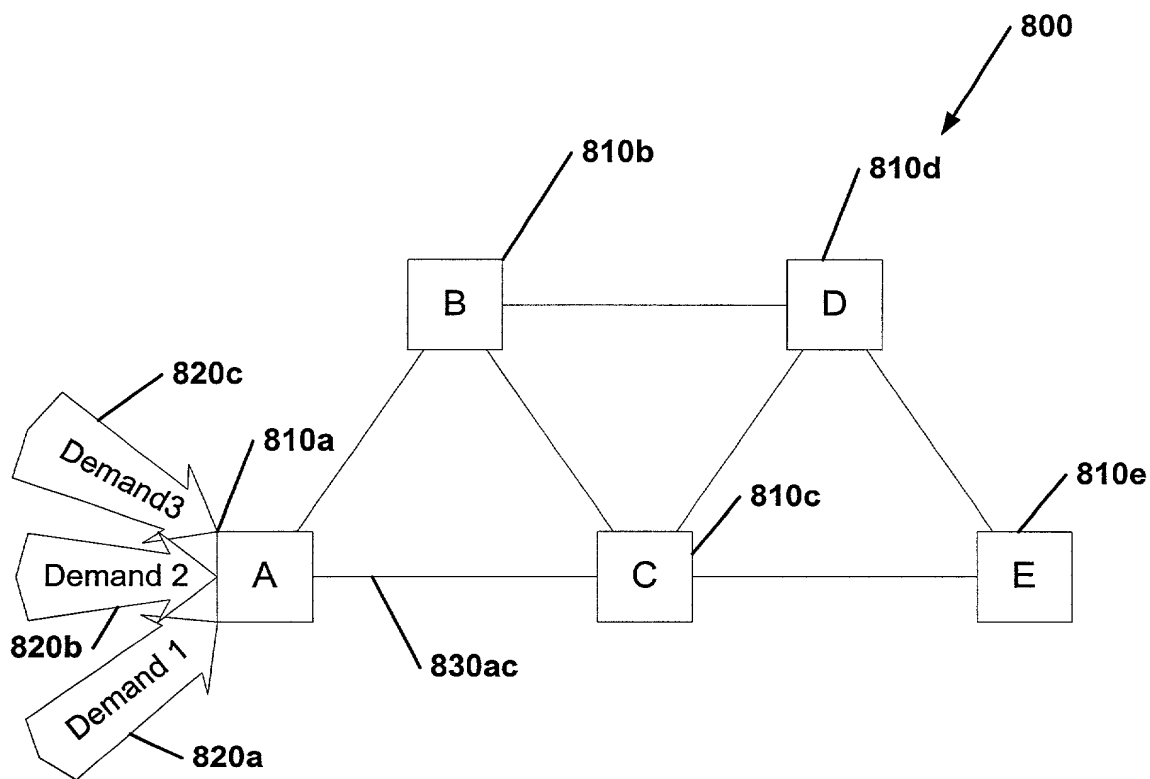 800
810b
810d
B
D
820c
810a
Demand3
810c
810e
Demand 2
A
C
E
820b
Demand 1
830ac
820a